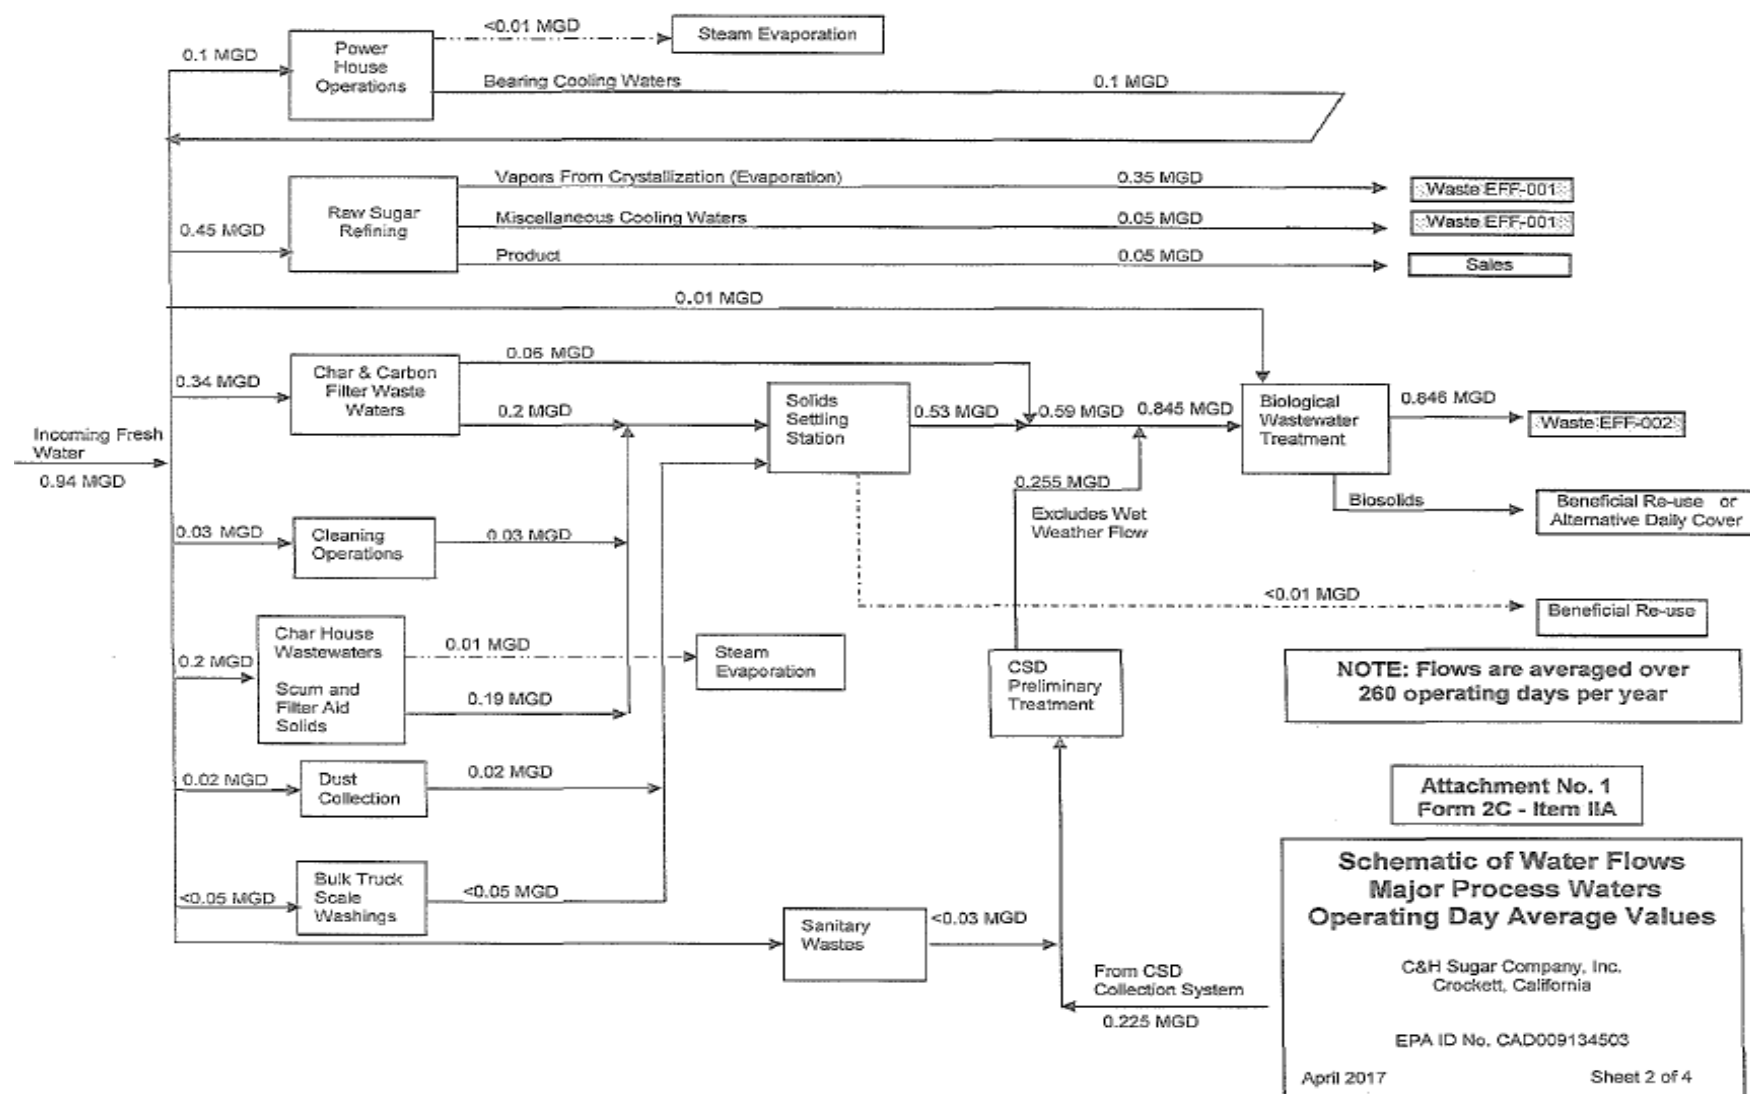 <0.01 MGD
Steam Evaporation
0.1 MGD
Power
House
Operations
Bearing Cooling Waters
0.1 MGD
Vapors From Crystallization (Evaporation)
0.35 MGD
Waste EFF-001
0.45 MGD
Raw Sugar
Refining
Miscellaneous Cooling Waters
0.05 MGD
Waste EFF-001
Product
0.05 MGD
Sales
0.01 MGD
0.34 MGD
Char & Carbon
Filter Waste
Waters
0.06 MGD
0.2 MGD
Solids
Settling
Station
0.53 MGD
0.59 MGD
0.845 MGD
Biological
Wastewater
Treatment
0.846 MGD
Waste EFF-002
Incoming Fresh
Water
0.94 MGD
0.255 MGD
Excludes Wet
Weather Flow
Biosolids
Beneficial Re-use or
Alternative Daily Cover
0.03 MGD
Cleaning
Operations
0.03 MGD
<0.01 MGD
Beneficial Re-use
0.2 MGD
Char House
Wastewaters
Scum and
Filter Aid
Solids
0.01 MGD
Steam
Evaporation
0.19 MGD
CSD
Preliminary
Treatment
NOTE: Flows are averaged over
260 operating days per year
0.02 MGD
Dust
Collection
0.02 MGD
Attachment No. 1
Form 2C - Item IIA
<0.05 MGD
Bulk Truck
Scale
Washings
<0.05 MGD
Sanitary
Wastes
<0.03 MGD
From CSD
Collection System
0.225 MGD
Schematic of Water Flows
Major Process Waters
Operating Day Average Values
C&H Sugar Company, Inc.
Crockett, California
EPA ID No. CAD009134503
April 2017
Sheet 2 of 4